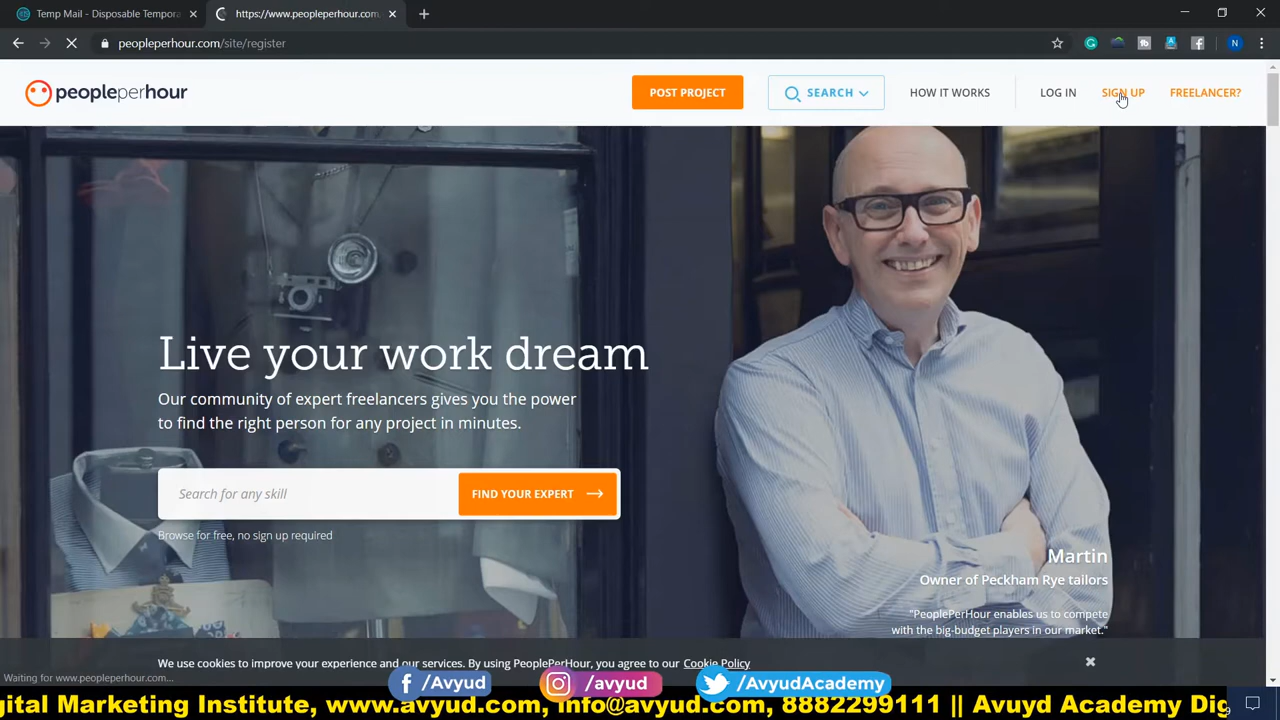 Temp Mail - Disposable Tempora
https://www.peopleperhour.com
peopleperhour.com/site/register
N
peopleperhour
POST PROJECT
SEARCH
HOW IT WORKS
LOG IN
SIGN UP
FREELANCER?
Live your work dream
Our community of expert freelancers gives you the power
to find the right person for any project in minutes.
Search for any skill
FIND YOUR EXPERT
Browse for free, no sign up required
Martin
Owner of Peckham Rye tailors
"PeoplePerHour enables us to compete
with the big-budget players in our market."
We use cookies to improve your experience and our services. By using PeoplePerHour, you agree to our Cookie Policy
Waiting for www.peopleperhour.com...
/Avyud
/avyud
/AvyudAcademy
gital Marketing Institute, www.avyud.com, info@avyud.com, 8882299111 || Avuyd Academy Dig